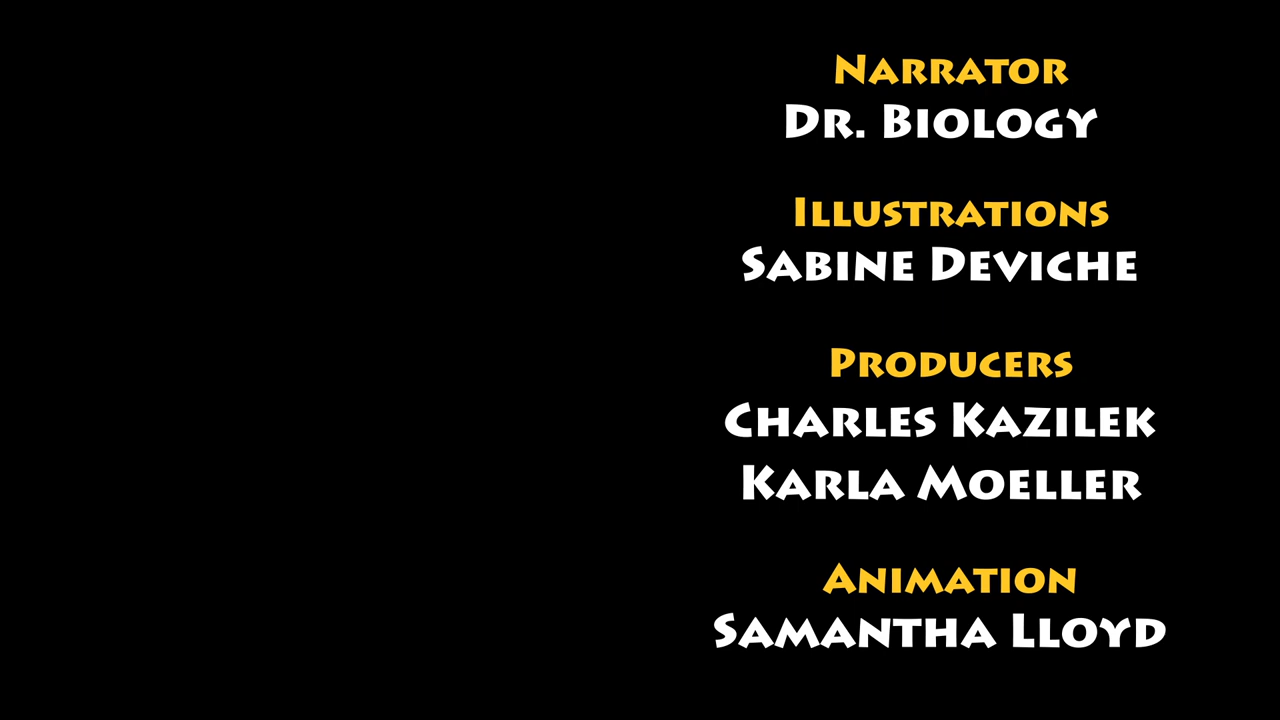 Narrator
Dr. Biology
Illustrations
Sabine Deviche
Producers
Charles Kazilek
Karla Moeller
Animation
Samantha Lloyd